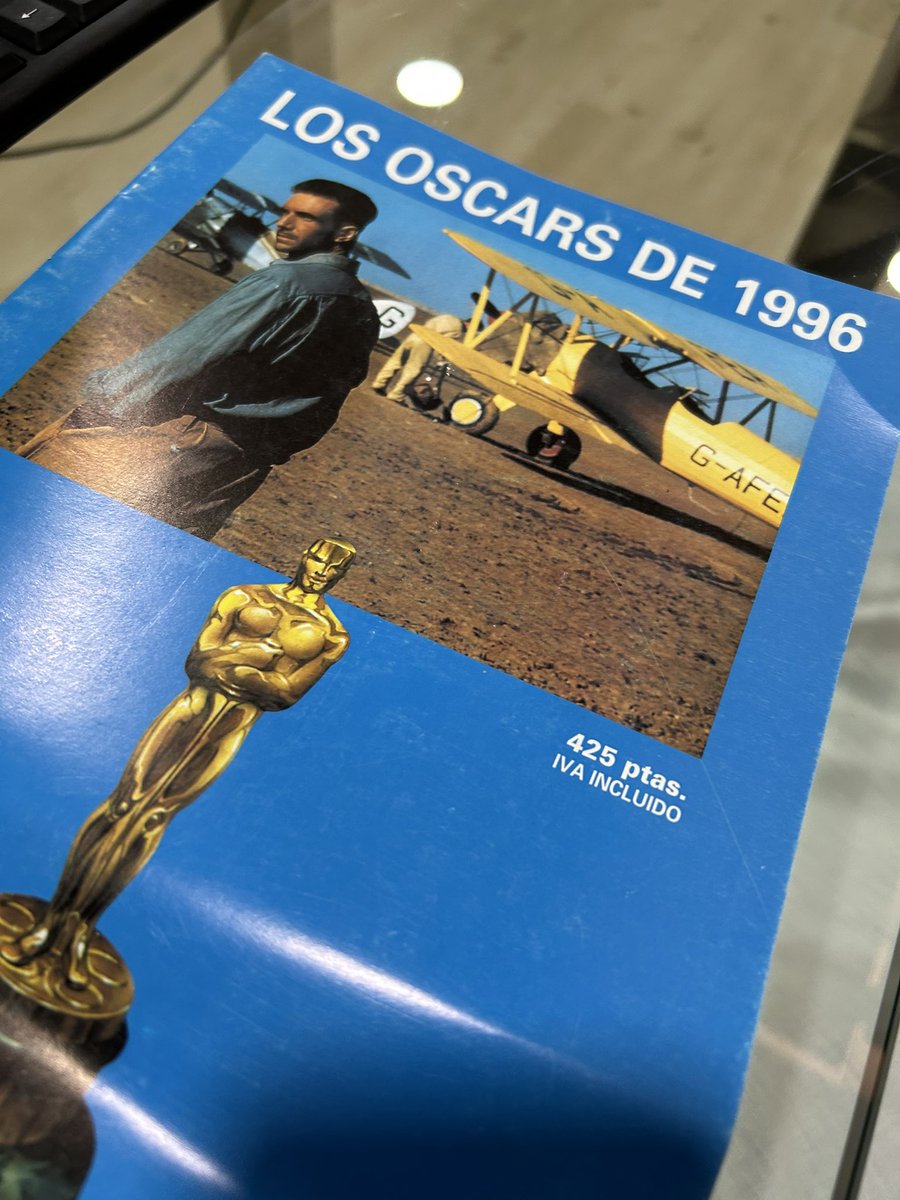 LOS OSCARS DE 1996
G
G-AFE
425 ptas.
IVA INCLUIDO